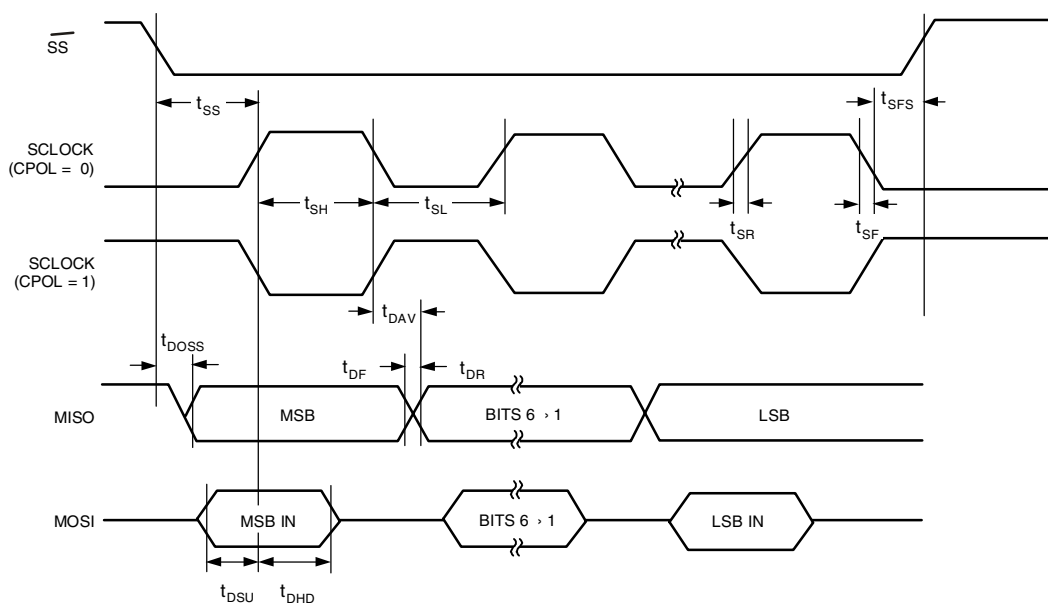 SS
tSS
tSFS
SCLOCK
(CPOL = 0)
tSH
tSL
tSR
tSF
SCLOCK
(CPOL = 1)
tDAV
tDOSS
tDF
tDR
MISO
MSB
BITS 6 › 1
LSB
MOSI
MSB IN
BITS 6 › 1
LSB IN
tDSU
tDHD